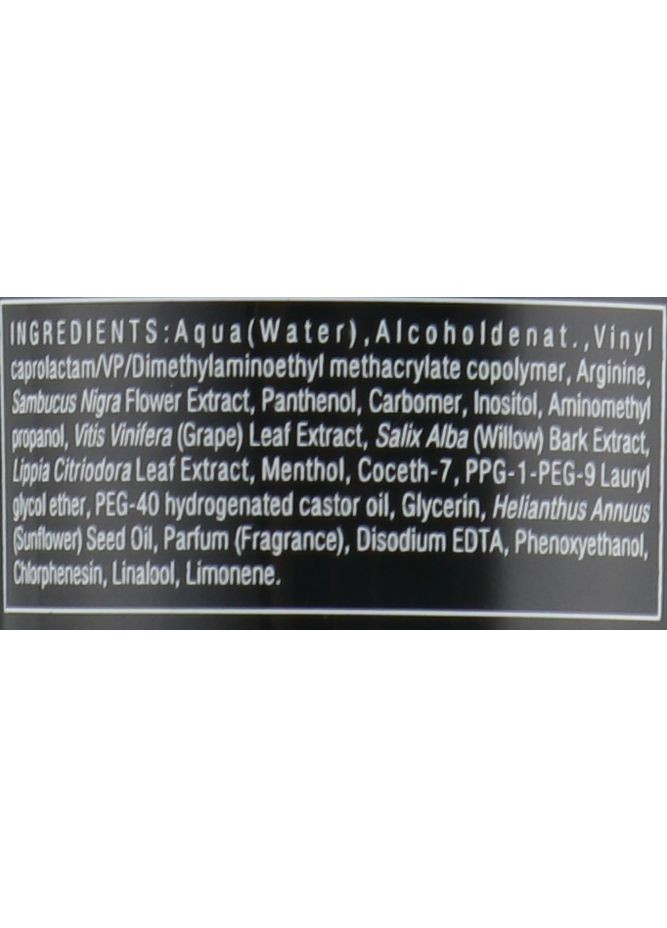 INGREDIENTS:Aqua(Water),Alcoholdenat.,Vinyl
caprolactam/VP/Dimethylaminoethyl methacrylate copolymer, Arginine,
Sambucus Nigra Flower Extract, Panthenol, Carbomer, Inositol, Aminomethyl
propanol, Vitis Vinifera (Grape) Leaf Extract, Salix Alba (Willow) Bark Extract,
Lippia Citriodora Leaf Extract, Menthol, Coceth-7, PPG-1-PEG-9 Lauryl
glycol ether, PEG-40 hydrogenated castor oil, Glycerin, Helianthus Annuus
(Sunflower) Seed Oil, Parfum (Fragrance), Disodium EDTA, Phenoxyethanol,
Chlorphenesin, Linalool, Limonene.